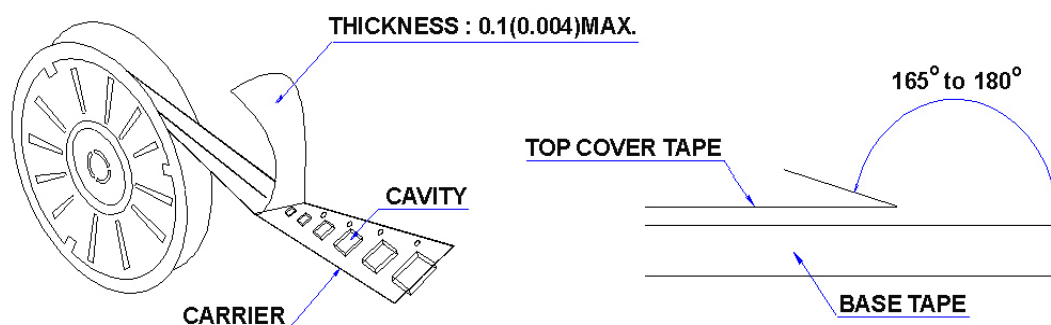 THICKNESS : 0.1(0.004)MAX.
CAVITY
CARRIER
165° to 180°
TOP COVER TAPE
BASE TAPE